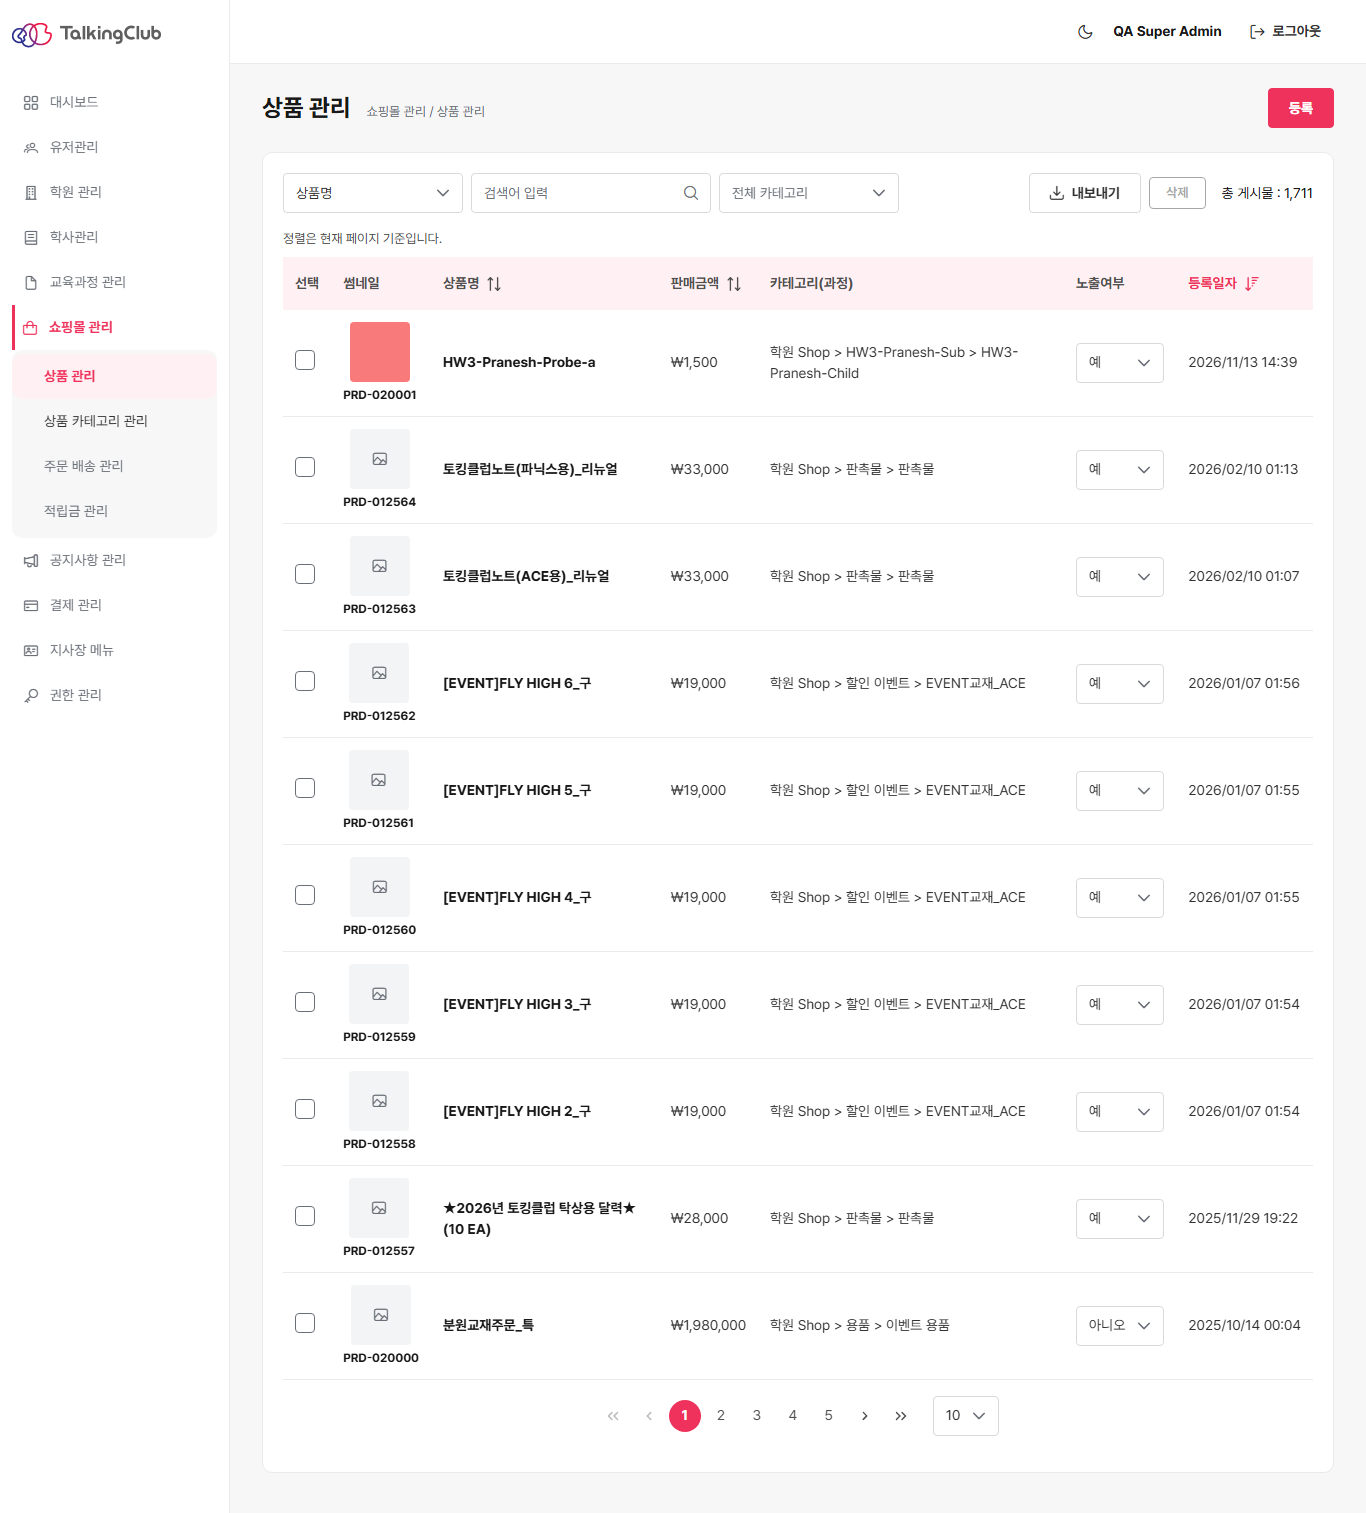 TalkingClub
QA Super Admin
로그아웃
대시보드
유저관리
학원 관리
학사관리
교육과정 관리
쇼핑몰 관리
상품 관리
상품 카테고리 관리
주문 배송 관리
적립금 관리
공지사항 관리
결제 관리
지사장 메뉴
권한 관리
상품 관리 쇼핑몰 관리 / 상품 관리
등록
상품명 검색어 입력 전체 카테고리 내보내기 삭제 총 게시물 : 1,711
정렬은 현재 페이지 기준입니다.
선택 썸네일 상품명 판매금액 카테고리(과정) 노출여부 등록일자
HW3-Pranesh-Probe-a ₩1,500 학원 Shop > HW3-Pranesh-Sub > HW3-
Pranesh-Child 예 2026/11/13 14:39
PRD-020001
토킹클럽노트(파닉스용)_리뉴얼 ₩33,000 학원 Shop > 판촉물 > 판촉물 예 2026/02/10 01:13
PRD-012564
토킹클럽노트(ACE용)_리뉴얼 ₩33,000 학원 Shop > 판촉물 > 판촉물 예 2026/02/10 01:07
PRD-012563
[EVENT]FLY HIGH 6_구 ₩19,000 학원 Shop > 할인 이벤트 > EVENT교재_ACE 예 2026/01/07 01:56
PRD-012562
[EVENT]FLY HIGH 5_구 ₩19,000 학원 Shop > 할인 이벤트 > EVENT교재_ACE 예 2026/01/07 01:55
PRD-012561
[EVENT]FLY HIGH 4_구 ₩19,000 학원 Shop > 할인 이벤트 > EVENT교재_ACE 예 2026/01/07 01:55
PRD-012560
[EVENT]FLY HIGH 3_구 ₩19,000 학원 Shop > 할인 이벤트 > EVENT교재_ACE 예 2026/01/07 01:54
PRD-012559
[EVENT]FLY HIGH 2_구 ₩19,000 학원 Shop > 할인 이벤트 > EVENT교재_ACE 예 2026/01/07 01:54
PRD-012558
★2026년 토킹클럽 탁상용 달력★
(10 EA) ₩28,000 학원 Shop > 판촉물 > 판촉물 예 2025/11/29 19:22
PRD-012557
분원교재주문_특 ₩1,980,000 학원 Shop > 용품 > 이벤트 용품 아니오 2025/10/14 00:04
PRD-020000
1 2 3 4 5 10